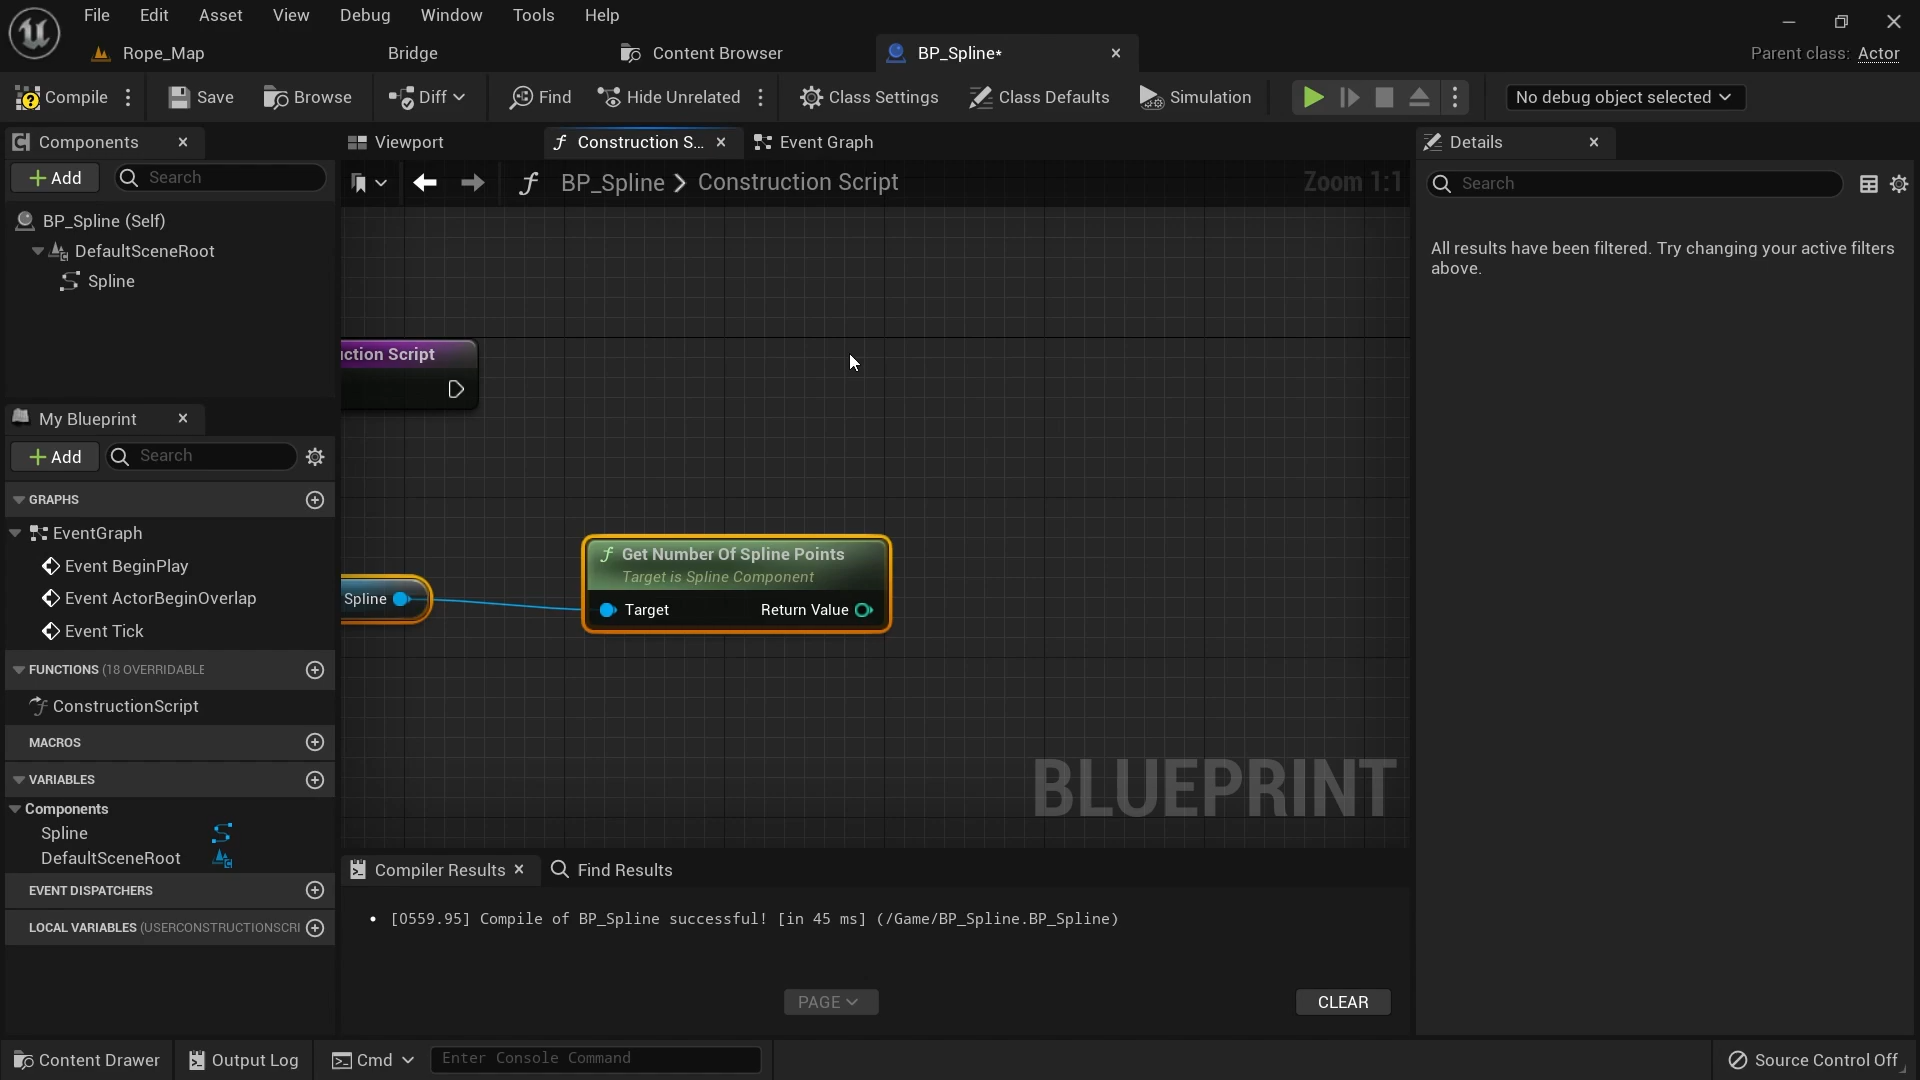 File Edit Asset View Debug Window Tools Help
Rope_Map Bridge Content Browser BP_Spline* Parent class: Actor
Compile Save Browse Diff Find Hide Unrelated Class Settings Class Defaults Simulation No debug object selected
Components Viewport Construction S... Event Graph Details
Add Search BP_Spline Construction Script Zoom 1:1 Search
BP_Spline (Self)
DefaultSceneRoot
Spline
All results have been filtered. Try changing your active filters
above.
uction Script
My Blueprint
Add Search
GRAPHS
EventGraph
Event BeginPlay
Event ActorBeginOverlap
Event Tick
FUNCTIONS (18 OVERRIDABLE
ConstructionScript
MACROS
VARIABLES
Components
Spline
DefaultSceneRoot
EVENT DISPATCHERS
LOCAL VARIABLES (USERCONSTRUCTIONSCRI
Get Number Of Spline Points
Target is Spline Component
Spline Target Return Value
BLUEPRINT
Compiler Results Find Results
• [0559.95] Compile of BP_Spline successful! [in 45 ms] (/Game/BP_Spline.BP_Spline)
PAGE CLEAR
Content Drawer Output Log Cmd Enter Console Command Source Control Off